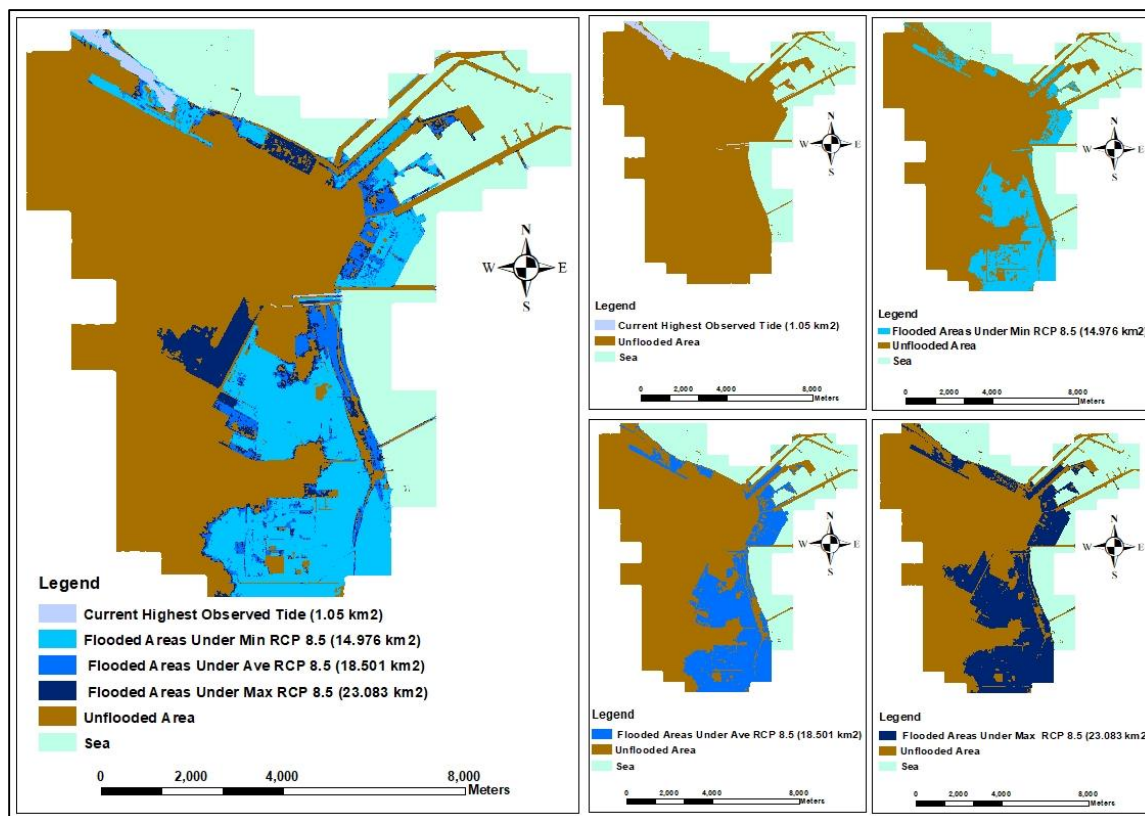 N
W E
S
Legend
Current Highest Observed Tide (1.05 km2)
Flooded Areas Under Min RCP 8.5 (14.976 km2)
Flooded Areas Under Ave RCP 8.5 (18.501 km2)
Flooded Areas Under Max RCP 8.5 (23.083 km2)
Unflooded Area
Sea
0 2,000 4,000 8,000
Meters
N
W E
S
Legend
Current Highest Observed Tide (1.05 km2)
Unflooded Area
Sea
0 2,000 4,000 8,000
Meters
N
W E
S
Legend
Flooded Areas Under Min RCP 8.5 (14.976 km2)
Unflooded Area
Sea
0 2,000 4,000 8,000
Meters
N
W E
S
Legend
Flooded Areas Under Ave RCP 8.5 (18.501 km2)
Unflooded Area
Sea
0 2,000 4,000 8,000
Meters
N
W E
S
Legend
Flooded Areas Under Max RCP 8.5 (23.083 km2)
Unflooded Area
Sea
0 2,000 4,000 8,000
Meters